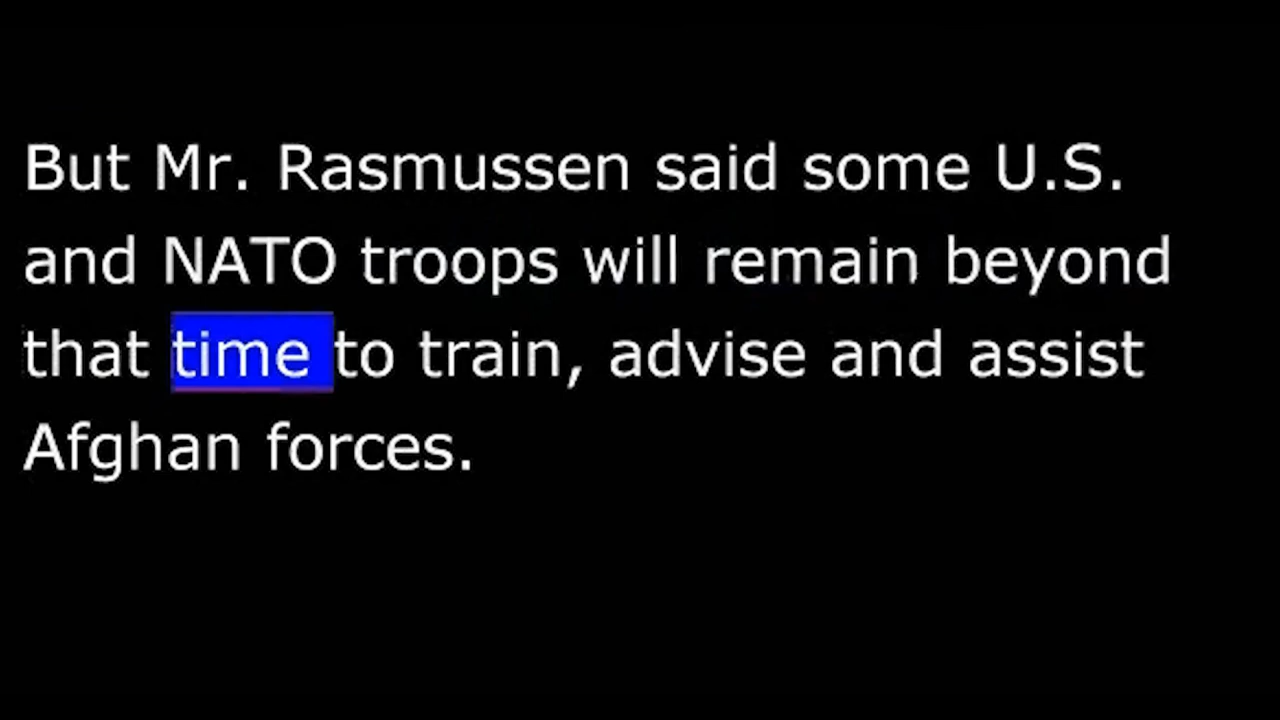 But Mr. Rasmussen said some U.S.
and NATO troops will remain beyond
that time to train, advise and assist
Afghan forces.